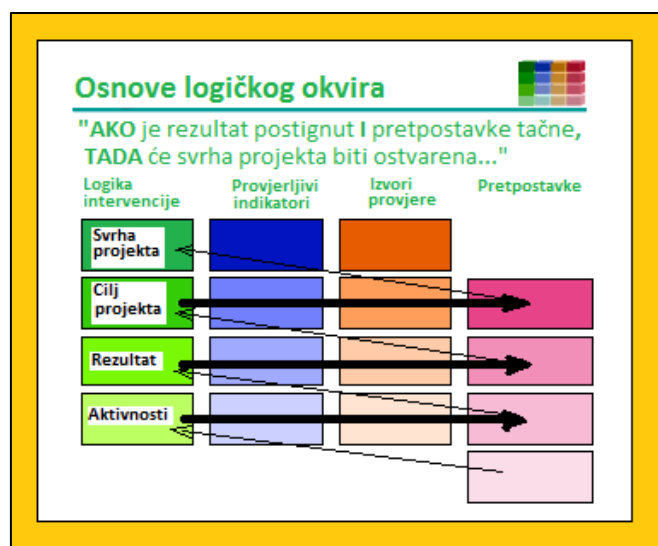 Osnove logičkog okvira
"AKO je rezultat postignut I pretpostavke tačne,
TADA će svrha projekta biti ostvarena..."
Logika
intervencije
Provjerljivi
indikatori
Izvori
provjere
Pretpostavke
Svrha
projekta
Cilj
projekta
Rezultat
Aktivnosti